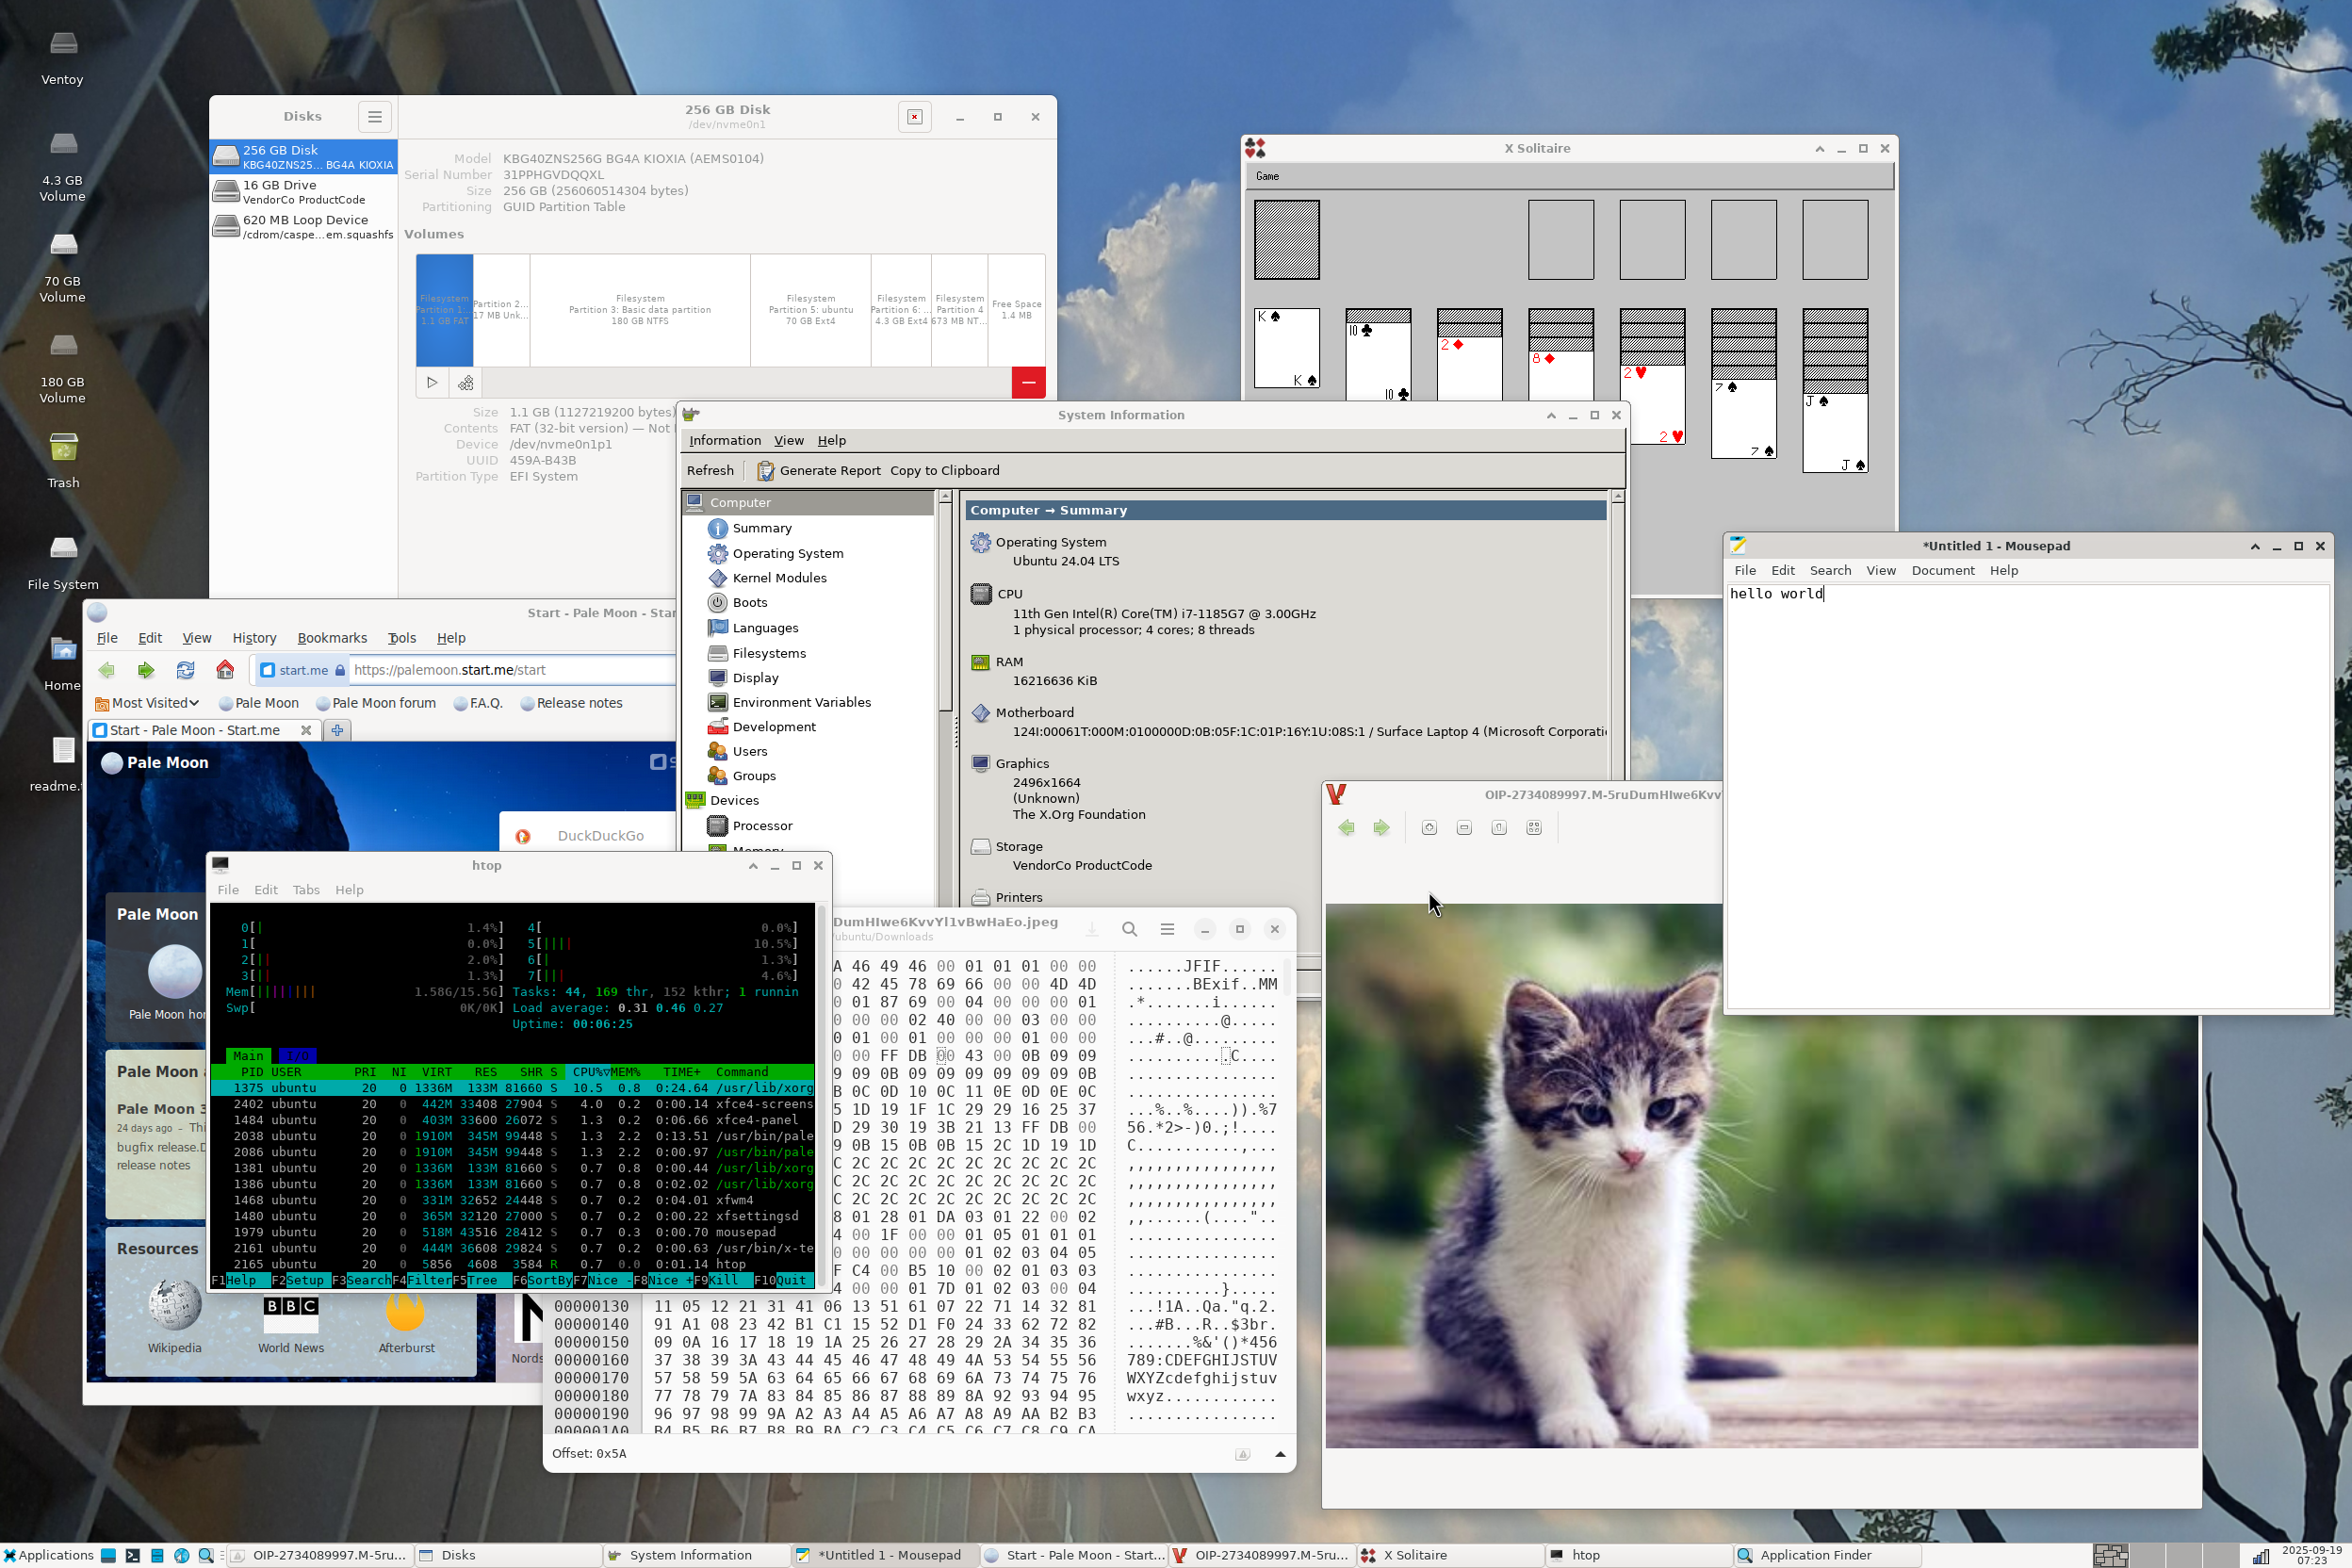 Ventoy
4.3 GB
Volume
70 GB
Volume
180 GB
Volume
Trash
File System
Home
readme.
Disks
256 GB Disk
/dev/nvme0n1
256 GB Disk
KBG40ZNS25... BG4A KIOXIA
16 GB Drive
VendorCo ProductCode
620 MB Loop Device
/cdrom/caspe...em.squashfs
Model KBG40ZNS256G BG4A KIOXIA (AEMS0104)
Serial Number 31PPHGVDQQXL
Size 256 GB (256060514304 bytes)
Partitioning GUID Partition Table
Volumes
Filesystem
Partition 1:...
1.1 GB FAT
Partition 2...
17 MB Unk...
Filesystem
Partition 3: Basic data partition
180 GB NTFS
Filesystem
Partition 5: ubuntu
70 GB Ext4
Filesystem
Partition 6: ...
4.3 GB Ext4
Filesystem
Partition 4
673 MB NT...
Free Space
1.4 MB
Size 1.1 GB (1127219200 bytes)
Contents FAT (32-bit version) — Not
Device /dev/nvme0n1p1
UUID 459A-B43B
Partition Type EFI System
X Solitaire
Game
K♠
K♠
10♣
10♣
2♦
8♦
2♥
2♥
7♠
7♠
J♠
J♠
System Information
Information View Help
Refresh Generate Report Copy to Clipboard
Computer
Summary
Operating System
Kernel Modules
Boots
Languages
Filesystems
Display
Environment Variables
Development
Users
Groups
Devices
Processor
Memory
Computer → Summary
Operating System
Ubuntu 24.04 LTS
CPU
11th Gen Intel(R) Core(TM) i7-1185G7 @ 3.00GHz
1 physical processor; 4 cores; 8 threads
RAM
16216636 KiB
Motherboard
124I:00061T:000M:0100000D:0B:05F:1C:01P:16Y:1U:08S:1 / Surface Laptop 4 (Microsoft Corporati
Graphics
2496x1664
(Unknown)
The X.Org Foundation
Storage
VendorCo ProductCode
Printers
*Untitled 1 - Mousepad
File Edit Search View Document Help
hello world
Start - Pale Moon - Star
File Edit View History Bookmarks Tools Help
start.me https://palemoon.start.me/start
Most Visited Pale Moon Pale Moon forum F.A.Q. Release notes
Start - Pale Moon - Start.me
Pale Moon
DuckDuckGo
Pale Moon
Pale Moon ho
Pale Moon a
Pale Moon 3
24 days ago - Thi
bugfix release.D
release notes
Resources
Wikipedia
BBC
World News
Afterburst
N
Nords
htop
File Edit Tabs Help
0[| 1.4%] 4[ 0.0%]
1[ 0.0%] 5[|||| 10.5%]
2[|| 2.0%] 6[| 1.3%]
3[|| 1.3%] 7[||| 4.6%]
Mem[|||||||| 1.58G/15.5G] Tasks: 44, 169 thr, 152 kthr; 1 runnin
Swp[ 0K/0K] Load average: 0.31 0.46 0.27
Uptime: 00:06:25
Main I/O
PID USER PRI NI VIRT RES SHR S CPU%▽MEM% TIME+ Command
1375 ubuntu 20 0 1336M 133M 81660 S 10.5 0.8 0:24.64 /usr/lib/xorg
2402 ubuntu 20 0 442M 33408 27904 S 4.0 0.2 0:00.14 xfce4-screens
1484 ubuntu 20 0 403M 33600 26072 S 1.3 0.2 0:06.66 xfce4-panel
2038 ubuntu 20 0 1910M 345M 99448 S 1.3 2.2 0:13.51 /usr/bin/pale
2086 ubuntu 20 0 1910M 345M 99448 S 1.3 2.2 0:00.97 /usr/bin/pale
1381 ubuntu 20 0 1336M 133M 81660 S 0.7 0.8 0:00.44 /usr/lib/xorg
1386 ubuntu 20 0 1336M 133M 81660 S 0.7 0.8 0:02.02 /usr/lib/xorg
1468 ubuntu 20 0 331M 32652 24448 S 0.7 0.2 0:04.01 xfwm4
1480 ubuntu 20 0 365M 32120 27000 S 0.7 0.2 0:00.22 xfsettingsd
1979 ubuntu 20 0 518M 43516 28412 S 0.7 0.3 0:00.70 mousepad
2161 ubuntu 20 0 444M 36608 29824 S 0.7 0.2 0:00.63 /usr/bin/x-te
2165 ubuntu 20 0 5856 4608 3584 R 0.7 0.0 0:01.14 htop
F1Help F2Setup F3SearchF4FilterF5Tree F6SortByF7Nice -F8Nice +F9Kill F10Quit
DumHIwe6KvvYl1vBwHaEo.jpeg
/ubuntu/Downloads
A 46 49 46 00 01 01 01 00 00 ......JFIF......
0 42 45 78 69 66 00 00 4D 4D .......BExif..MM
0 01 87 69 00 04 00 00 00 01 .*.......i......
0 00 00 02 40 00 00 03 00 00 ..........@.....
0 01 00 01 00 00 00 01 00 00 ...#..@.........
0 00 FF DB 00 43 00 0B 09 09 ...........C....
9 09 0B 09 09 09 09 09 09 0B ................
B 0C 0D 10 0C 11 0E 0D 0E 0C ................
5 1D 19 1F 1C 29 29 16 25 37 ...%..%....)).%7
D 29 30 19 3B 21 13 FF DB 00 56.*2>-)0.;!....
9 0B 15 0B 0B 15 2C 1D 19 1D C...........,...
C 2C 2C 2C 2C 2C 2C 2C 2C 2C ,,,,,,,,,,,,,,,,
C 2C 2C 2C 2C 2C 2C 2C 2C 2C ,,,,,,,,,,,,,,,,
C 2C 2C 2C 2C 2C 2C 2C 2C 2C ,,,,,,,,,,,,,,,,
8 01 28 01 DA 03 01 22 00 02 ,,......(...."..
4 00 1F 00 00 01 05 01 01 01 ................
0 00 00 00 00 01 02 03 04 05 ................
F C4 00 B5 10 00 02 01 03 03 ................
4 00 00 01 7D 01 02 03 00 04 ..........}.....
00000130 11 05 12 21 31 41 06 13 51 61 07 22 71 14 32 81 ...!1A..Qa."q.2.
00000140 91 A1 08 23 42 B1 C1 15 52 D1 F0 24 33 62 72 82 ...#B...R..$3br.
00000150 09 0A 16 17 18 19 1A 25 26 27 28 29 2A 34 35 36 .......%&'()*456
00000160 37 38 39 3A 43 44 45 46 47 48 49 4A 53 54 55 56 789:CDEFGHIJSTUV
00000170 57 58 59 5A 63 64 65 66 67 68 69 6A 73 74 75 76 WXYZcdefghijstuv
00000180 77 78 79 7A 83 84 85 86 87 88 89 8A 92 93 94 95 wxyz............
00000190 96 97 98 99 9A A2 A3 A4 A5 A6 A7 A8 A9 AA B2 B3 ................
000001A0 B4 B5 B6 B7 B8 B9 BA C2 C3 C4 C5 C6 C7 C8 C9 CA
Offset: 0x5A
OIP-2734089997.M-5ruDumHIwe6Kvv
Applications OIP-2734089997.M-5ru... Disks System Information *Untitled 1 - Mousepad Start - Pale Moon - Start... OIP-2734089997.M-5ru... X Solitaire htop Application Finder 2025-09-19
07:23